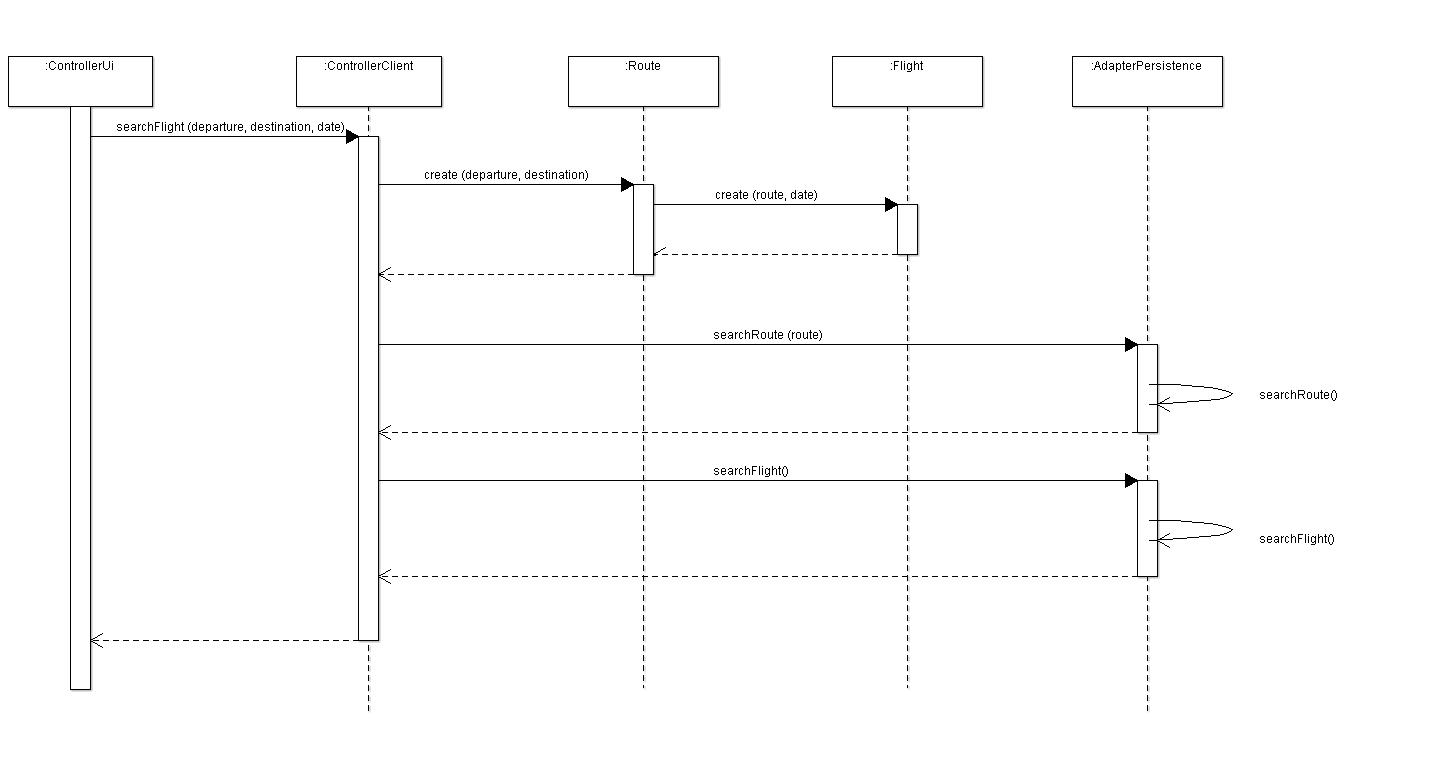 :ControllerUi
:ControllerClient
:Route
:Flight
:AdapterPersistence
searchFlight (departure, destination, date)
create (departure, destination)
create (route, date)
searchRoute (route)
searchRoute()
searchFlight()
searchFlight()